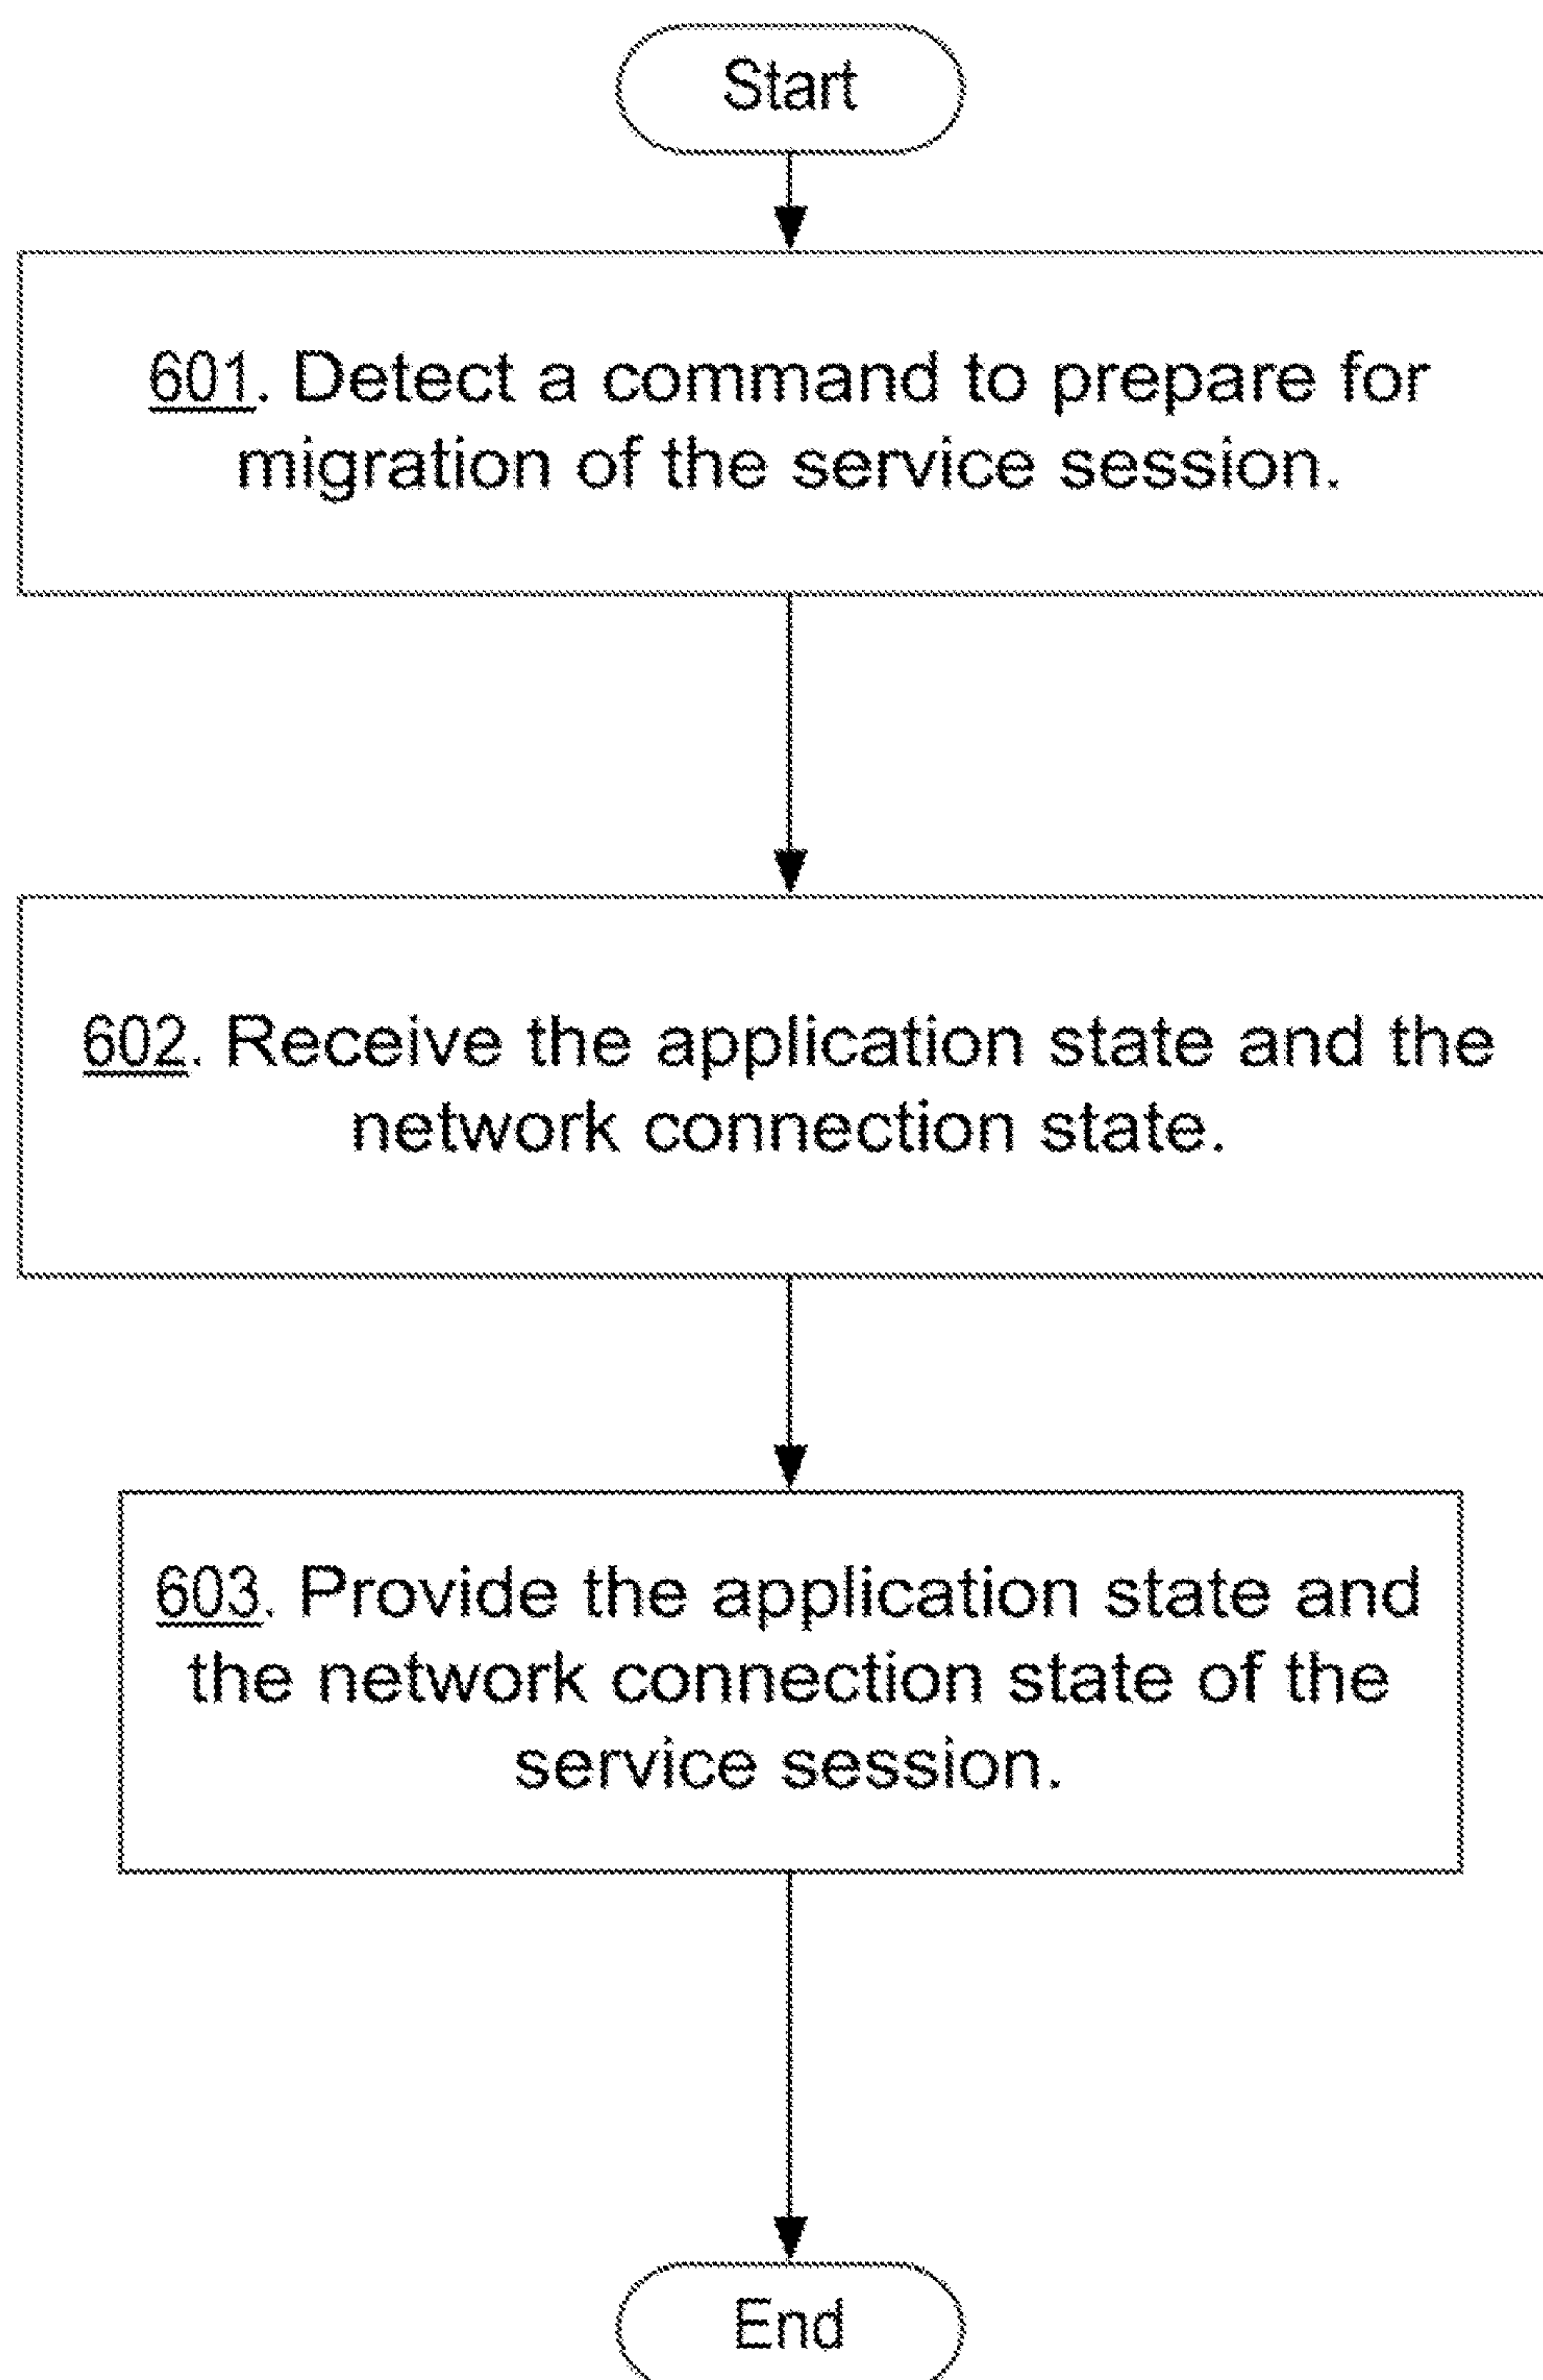 Start
601. Detect a command to prepare for
migration of the service session.
602. Receive the application state and the
network connection state.
603. Provide the application state and
the network connection state of the
service session.
End